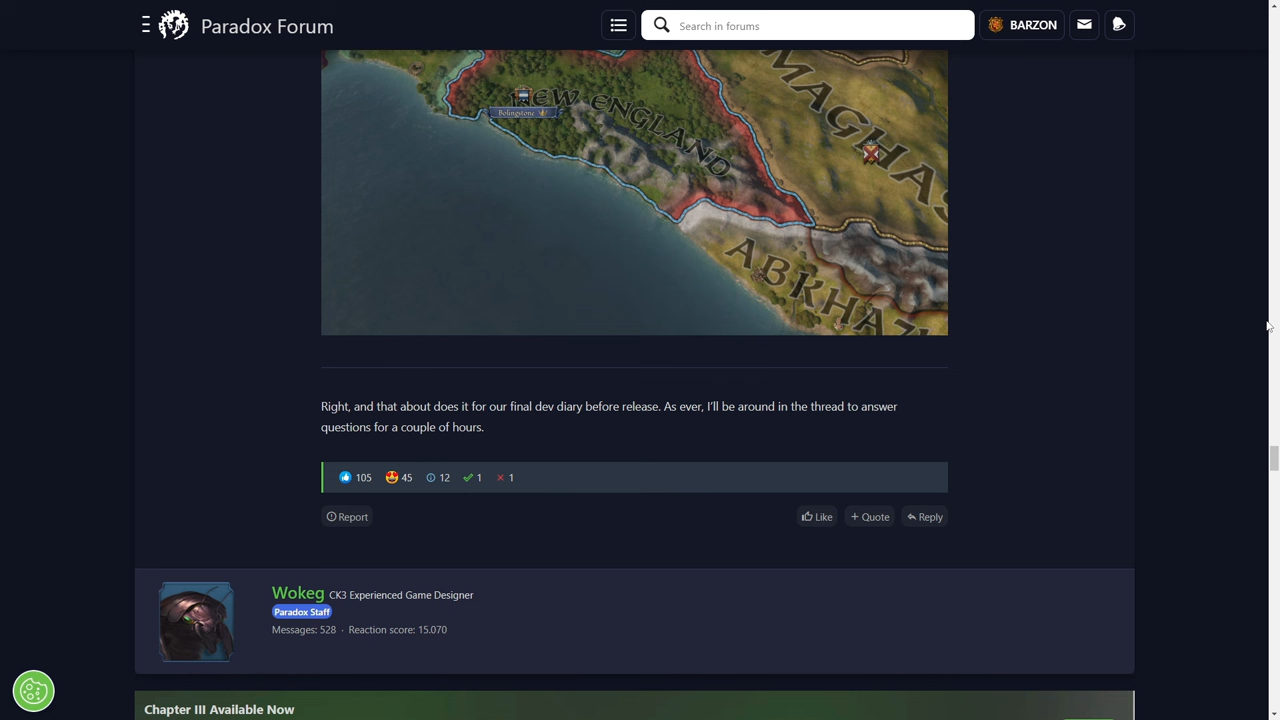 Paradox Forum
Search in forums
BARZON
NEW ENGLAND
Bolingstone
MAGHAS
ABKHAZI
Right, and that about does it for our final dev diary before release. As ever, I'll be around in the thread to answer
questions for a couple of hours.
105 45 12 1 1
Report
Like + Quote Reply
Wokeg CK3 Experienced Game Designer
Paradox Staff
Messages: 528 · Reaction score: 15.070
Chapter III Available Now